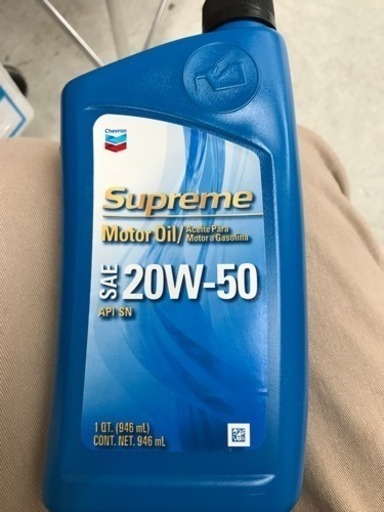 Chevron
Supreme
Motor Oil/ Aceite Para
Motor a Gasolina
SAE 20W-50
API SN
1 QT. (946 mL)
CONT. NET. 946 mL